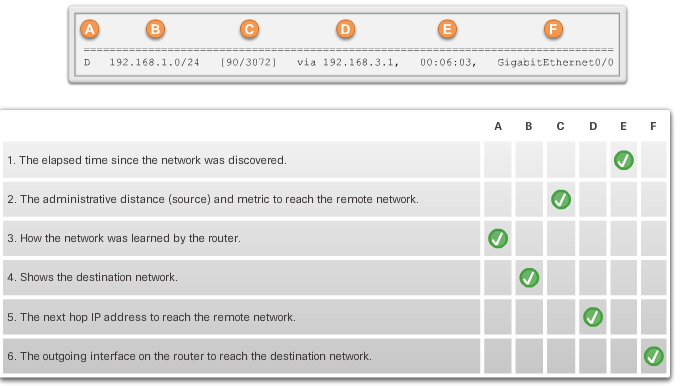 A B C D E F
==========================================================================
D 192.168.1.0/24 [90/3072] via 192.168.3.1, 00:06:03, GigabitEthernet0/0
A B C D E F
1. The elapsed time since the network was discovered.
2. The administrative distance (source) and metric to reach the remote network.
3. How the network was learned by the router.
4. Shows the destination network.
5. The next hop IP address to reach the remote network.
6. The outgoing interface on the router to reach the destination network.